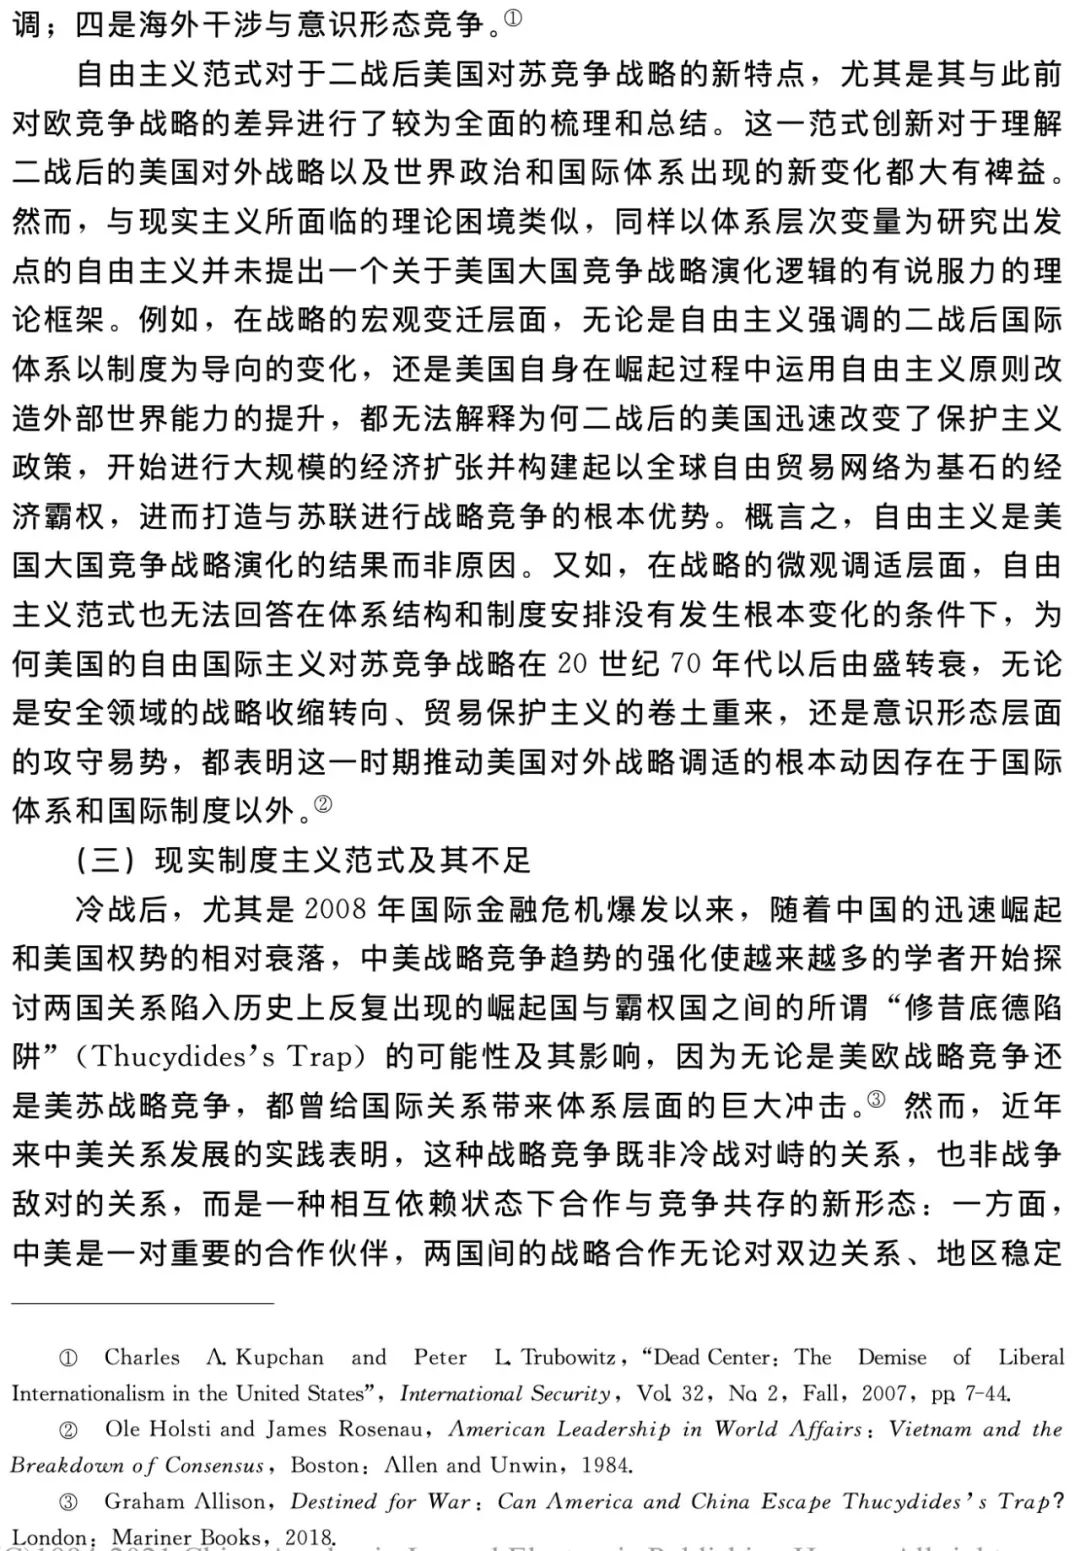 调；四是海外干涉与意识形态竞争。①
自由主义范式对于二战后美国对苏竞争战略的新特点，尤其是其与此前
对欧竞争战略的差异进行了较为全面的梳理和总结。这一范式创新对于理解
二战后的美国对外战略以及世界政治和国际体系出现的新变化都大有裨益。
然而，与现实主义所面临的理论困境类似，同样以体系层次变量为研究出发
点的自由主义并未提出一个关于美国大国竞争战略演化逻辑的有说服力的理
论框架。例如，在战略的宏观变迁层面，无论是自由主义强调的二战后国际
体系以制度为导向的变化，还是美国自身在崛起过程中运用自由主义原则改
造外部世界能力的提升，都无法解释为何二战后的美国迅速改变了保护主义
政策，开始进行大规模的经济扩张并构建起以全球自由贸易网络为基石的经
济霸权，进而打造与苏联进行战略竞争的根本优势。概言之，自由主义是美
国大国竞争战略演化的结果而非原因。又如，在战略的微观调适层面，自由
主义范式也无法回答在体系结构和制度安排没有发生根本变化的条件下，为
何美国的自由国际主义对苏竞争战略在 20 世纪 70 年代以后由盛转衰，无论
是安全领域的战略收缩转向、贸易保护主义的卷土重来，还是意识形态层面
的攻守易势，都表明这一时期推动美国对外战略调适的根本动因存在于国际
体系和国际制度以外。②
（三）现实制度主义范式及其不足
冷战后，尤其是 2008 年国际金融危机爆发以来，随着中国的迅速崛起
和美国权势的相对衰落，中美战略竞争趋势的强化使越来越多的学者开始探
讨两国关系陷入历史上反复出现的崛起国与霸权国之间的所谓“修昔底德陷
阱”（Thucydides’s Trap）的可能性及其影响，因为无论是美欧战略竞争还
是美苏战略竞争，都曾给国际关系带来体系层面的巨大冲击。③ 然而，近年
来中美关系发展的实践表明，这种战略竞争既非冷战对峙的关系，也非战争
敌对的关系，而是一种相互依赖状态下合作与竞争共存的新形态：一方面，
中美是一对重要的合作伙伴，两国间的战略合作无论对双边关系、地区稳定
① Charles A. Kupchan and Peter L. Trubowitz, “Dead Center: The Demise of Liberal
Internationalism in the United States”, International Security, Vol. 32, No. 2, Fall, 2007, pp. 7-44.
② Ole Holsti and James Rosenau, American Leadership in World Affairs: Vietnam and the
Breakdown of Consensus, Boston: Allen and Unwin, 1984.
③ Graham Allison, Destined for War: Can America and China Escape Thucydides’s Trap?
London: Mariner Books, 2018.